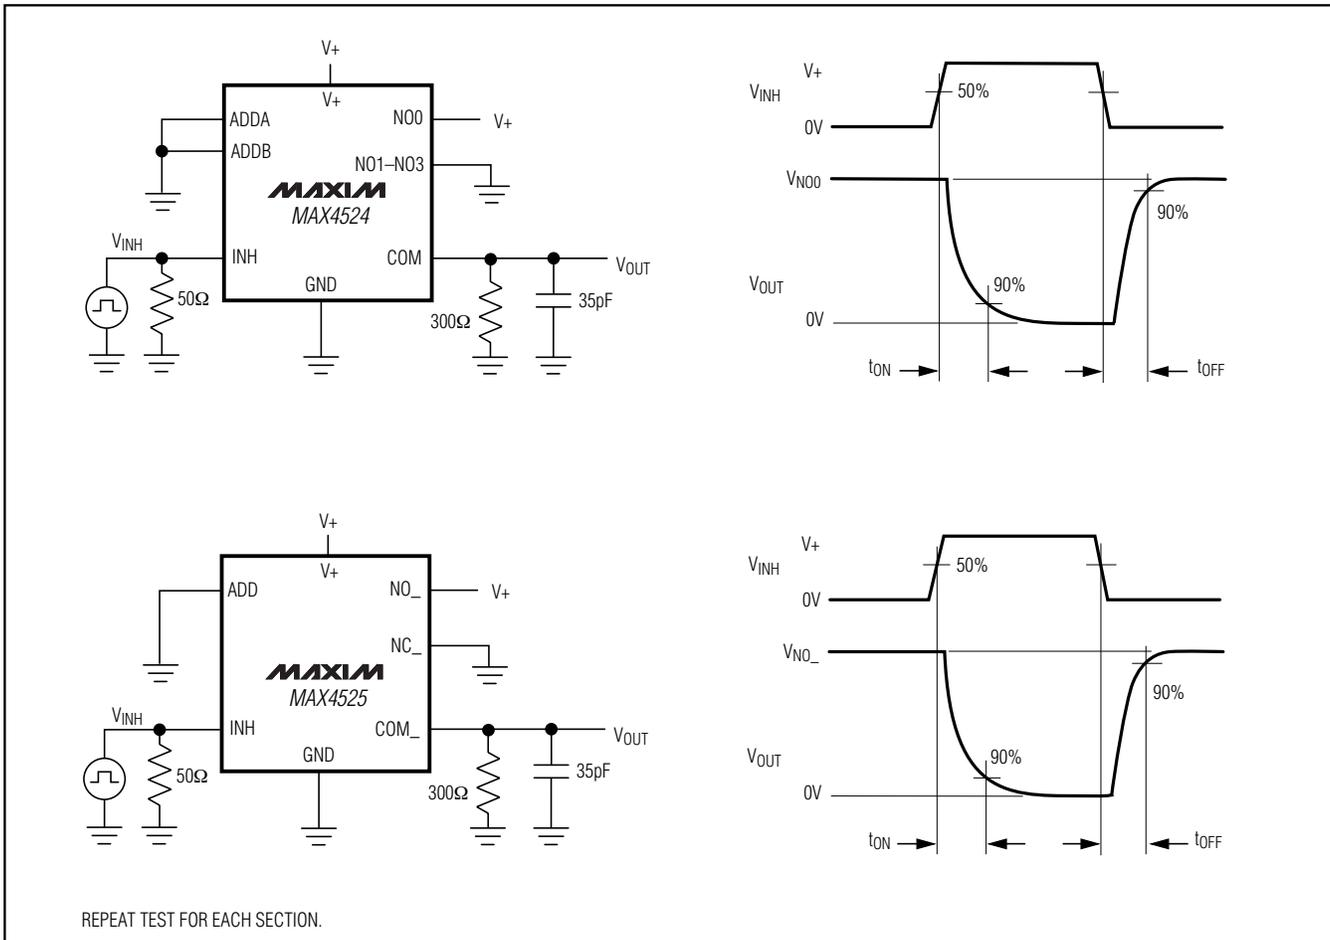 V+
V+
ADDA
NO0
V+
ADDB
NO1–NO3
MAXIM
MAX4524
VINH
INH
COM
VOUT
GND
50Ω
300Ω
35pF
V+
VINH
50%
0V
VNO0
90%
VOUT
90%
0V
tON
tOFF
V+
V+
ADD
NO_
V+
NC_
MAXIM
MAX4525
VINH
INH
COM_
VOUT
GND
50Ω
300Ω
35pF
V+
VINH
50%
0V
VNO_
90%
VOUT
90%
0V
tON
tOFF
REPEAT TEST FOR EACH SECTION.